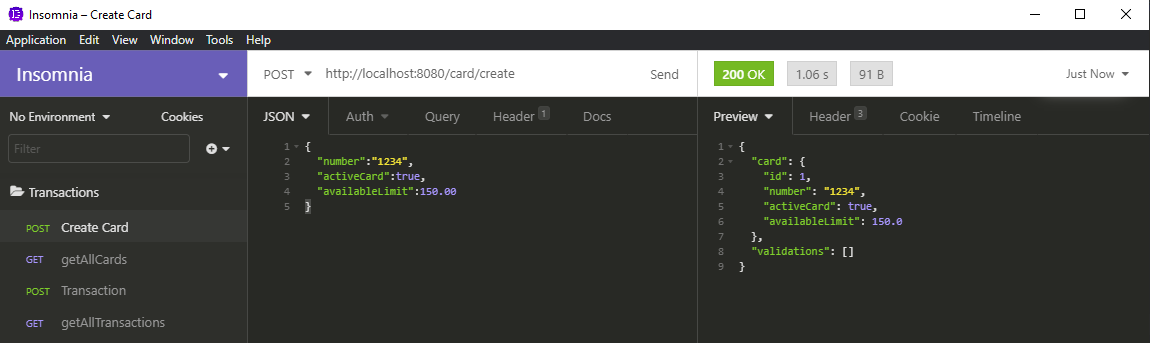 Insomnia – Create Card
Application Edit View Window Tools Help
Insomnia
POST http://localhost:8080/card/create Send
200 OK 1.06 s 91 B Just Now
No Environment Cookies
JSON Auth Query Header 1 Docs
Preview Header 3 Cookie Timeline
Filter
Transactions
POST Create Card
GET getAllCards
POST Transaction
GET getAllTransactions
1 {
2 "number":"1234",
3 "activeCard":true,
4 "availableLimit":150.00
5 }
1 {
2 "card": {
3 "id": 1,
4 "number": "1234",
5 "activeCard": true,
6 "availableLimit": 150.0
7 },
8 "validations": []
9 }